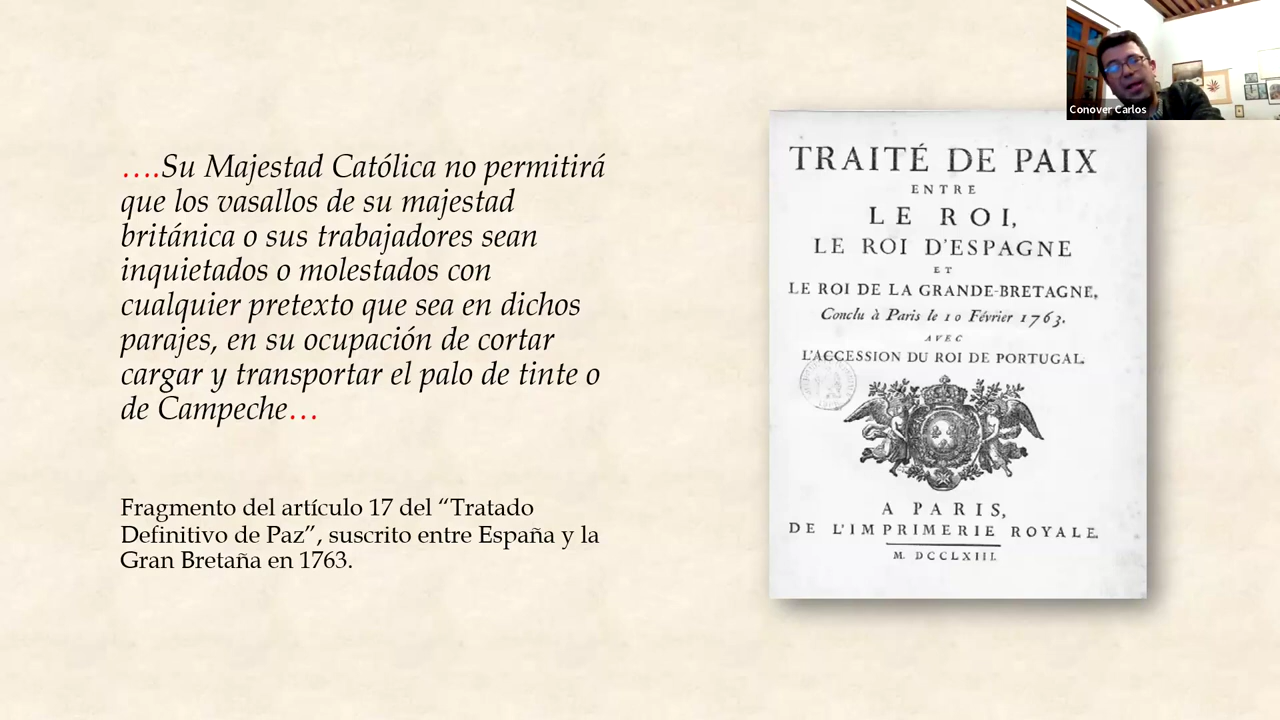 ….Su Majestad Católica no permitirá
que los vasallos de su majestad
británica o sus trabajadores sean
inquietados o molestados con
cualquier pretexto que sea en dichos
parajes, en su ocupación de cortar
cargar y transportar el palo de tinte o
de Campeche…
Fragmento del artículo 17 del “Tratado
Definitivo de Paz”, suscrito entre España y la
Gran Bretaña en 1763.
Conover Carlos
TRAITÉ DE PAIX
ENTRE
LE ROI,
LE ROI D'ESPAGNE
ET
LE ROI DE LA GRANDE-BRETAGNE,
Conclu à Paris le 10 Février 1763.
AVEC
L'ACCESSION DU ROI DE PORTUGAL.
A PARIS,
DE L'IMPRIMERIE ROYALE.
M. DCCLXIII.